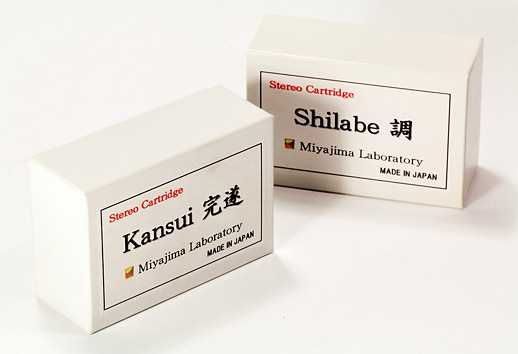 Stereo Cartridge
Kansui 完遂
Miyajima Laboratory
MADE IN JAPAN
Stereo Cartridge
Shilabe 調
Miyajima Laboratory
MADE IN JAPAN